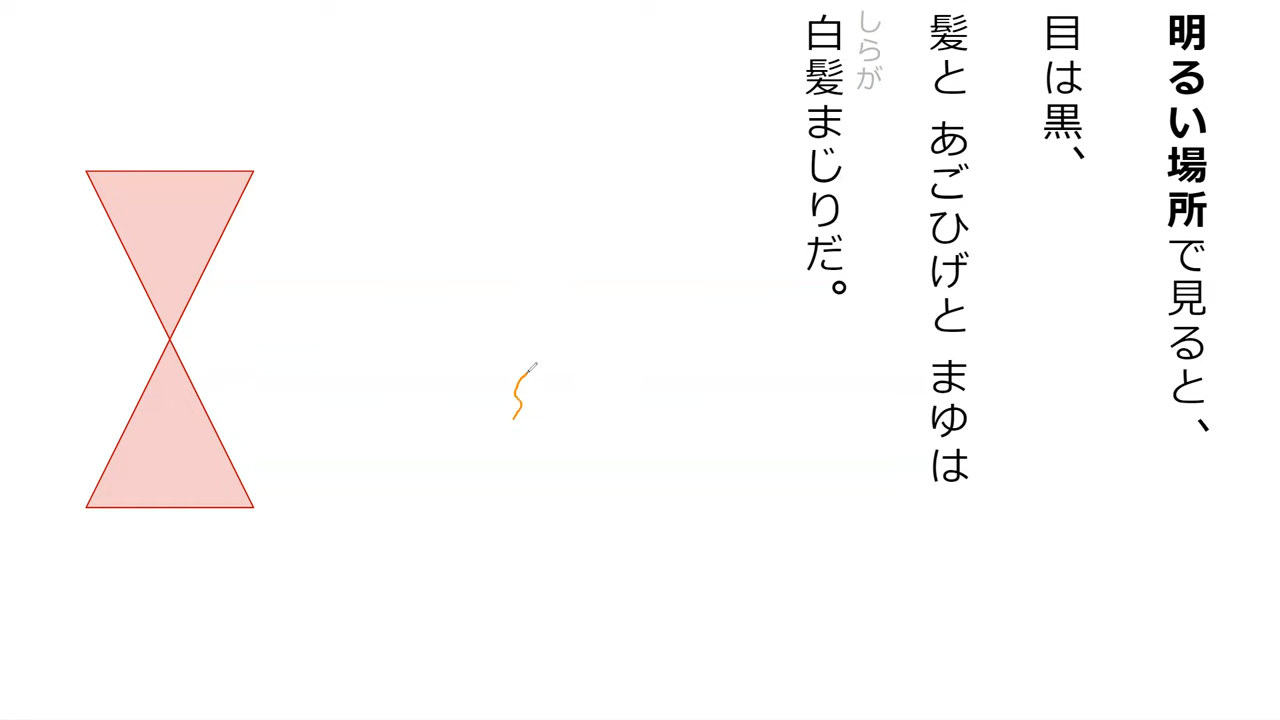 明るい場所で見ると、
目は黒、
髪と あごひげと まゆは
しらが
白髪まじりだ。